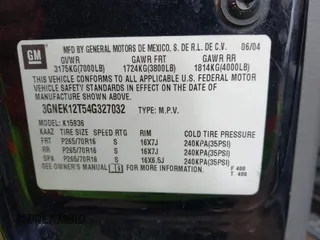 GM
MFD BY GENERAL MOTORS DE MEXICO, S. DE R.L. DE C.V. 06/04
GVWR GAWR FRT GAWR RR
3175KG(7000LB) 1724KG(3800LB) 1814KG(4000LB)
THIS VEHICLE CONFORMS TO ALL APPLICABLE U.S. FEDERAL MOTOR
VEHICLE SAFETY STANDARDS IN EFFECT ON THE DATE OF
MANUFACTURE SHOWN ABOVE.
3GNEK12T54G327032 TYPE: M.P.V.
MODEL: K15836
KAAZ TIRE SIZE SPEED RTG RIM COLD TIRE PRESSURE
FRT P265/70R16 S 16X7J 240KPA(35PSI)
RR P265/70R16 S 16X7J 240KPA(35PSI)
SPA P265/70R16 S 16X6.5J 240KPA(35PSI)
SEE OWNER'S MANUAL FOR MORE INFORMATION.
T 406